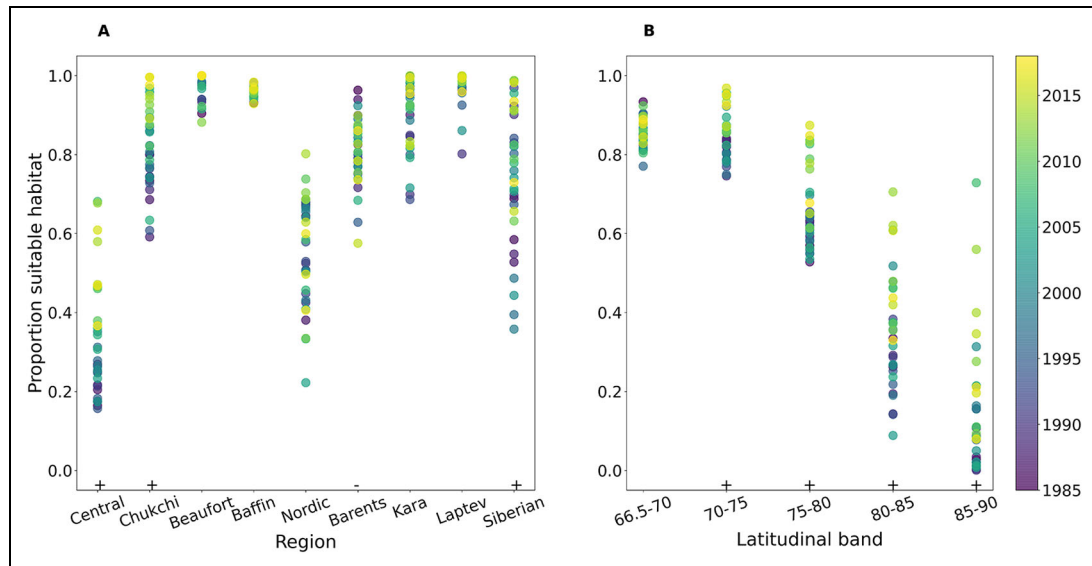 A
B
Proportion suitable habitat
1.0
0.8
0.6
0.4
0.2
0.0
+ + - +
Central Chukchi Beaufort Baffin Nordic Barents Kara Laptev Siberian
Region
1.0
0.8
0.6
0.4
0.2
0.0
+ + + +
66.5-70 70-75 75-80 80-85 85-90
Latitudinal band
2015
2010
2005
2000
1995
1990
1985